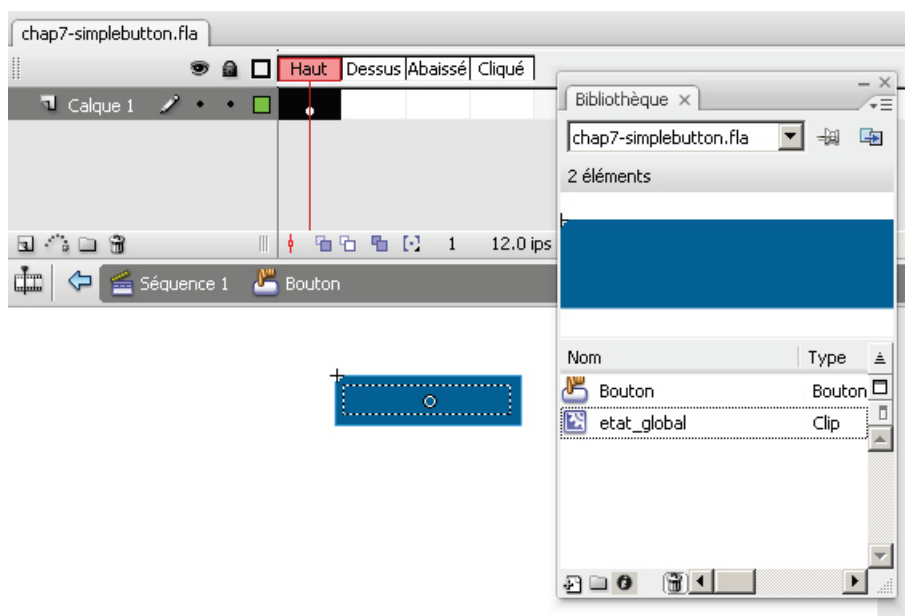 chap7-simplebutton.fla
Haut Dessus Abaissé Cliqué
Calque 1
1 12.0 ips
Séquence 1 Bouton
Bibliothèque
chap7-simplebutton.fla
2 éléments
Nom Type
Bouton Bouton
etat_global Clip